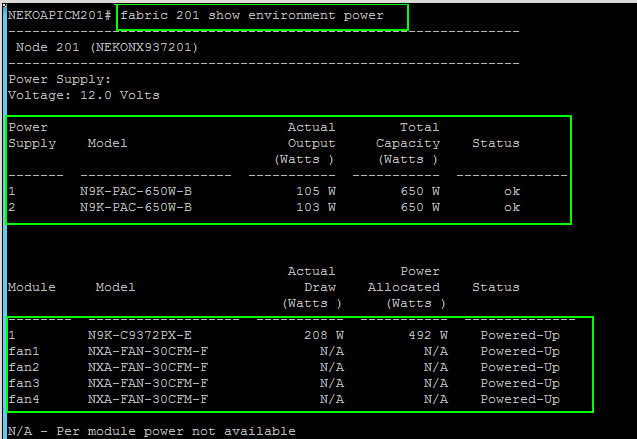 NEKOAPICM201# fabric 201 show environment power
----------------------------------------------------------------
 Node 201 (NEKONX937201)
----------------------------------------------------------------
Power Supply:
Voltage: 12.0 Volts
Power                              Actual        Total
Supply    Model                    Output     Capacity    Status
                                 (Watts )     (Watts )
-------  -------------------  -----------  -----------  --------------
1        N9K-PAC-650W-B             105 W        650 W        ok
2        N9K-PAC-650W-B             103 W        650 W        ok
                                   Actual        Power
Module     Model                     Draw    Allocated    Status
                                 (Watts )     (Watts )
--------  -------------------  -----------  -----------  --------------
1         N9K-C9372PX-E              208 W        492 W    Powered-Up
fan1      NXA-FAN-30CFM-F              N/A          N/A    Powered-Up
fan2      NXA-FAN-30CFM-F              N/A          N/A    Powered-Up
fan3      NXA-FAN-30CFM-F              N/A          N/A    Powered-Up
fan4      NXA-FAN-30CFM-F              N/A          N/A    Powered-Up
N/A - Per module power not available